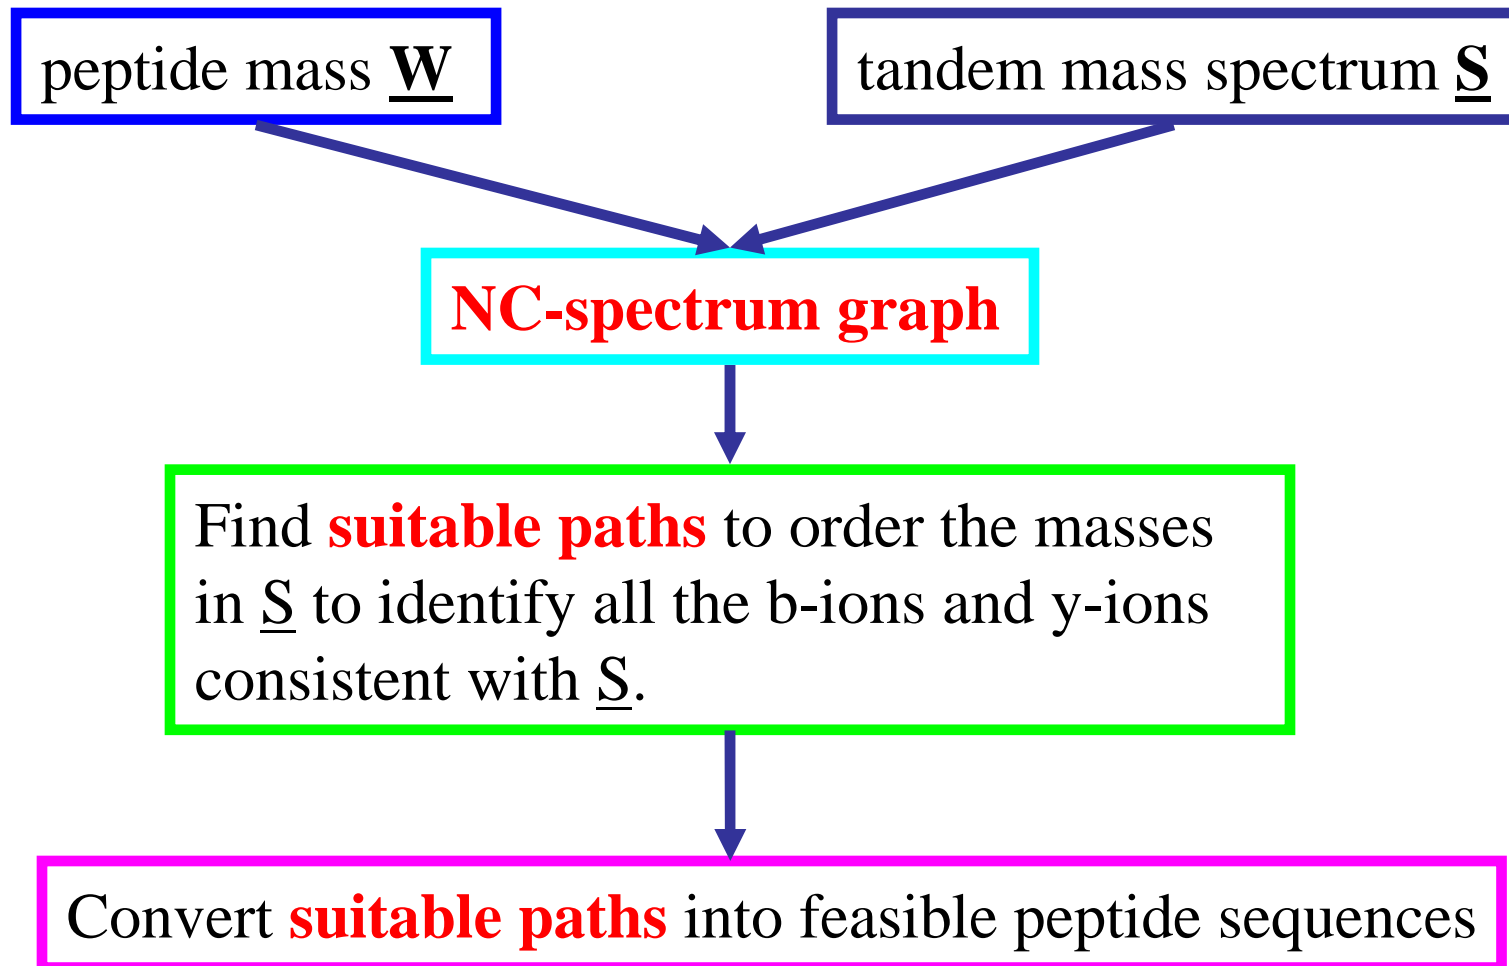 peptide mass W
tandem mass spectrum S
NC-spectrum graph
Find suitable paths to order the masses
in S to identify all the b-ions and y-ions
consistent with S.
Convert suitable paths into feasible peptide sequences